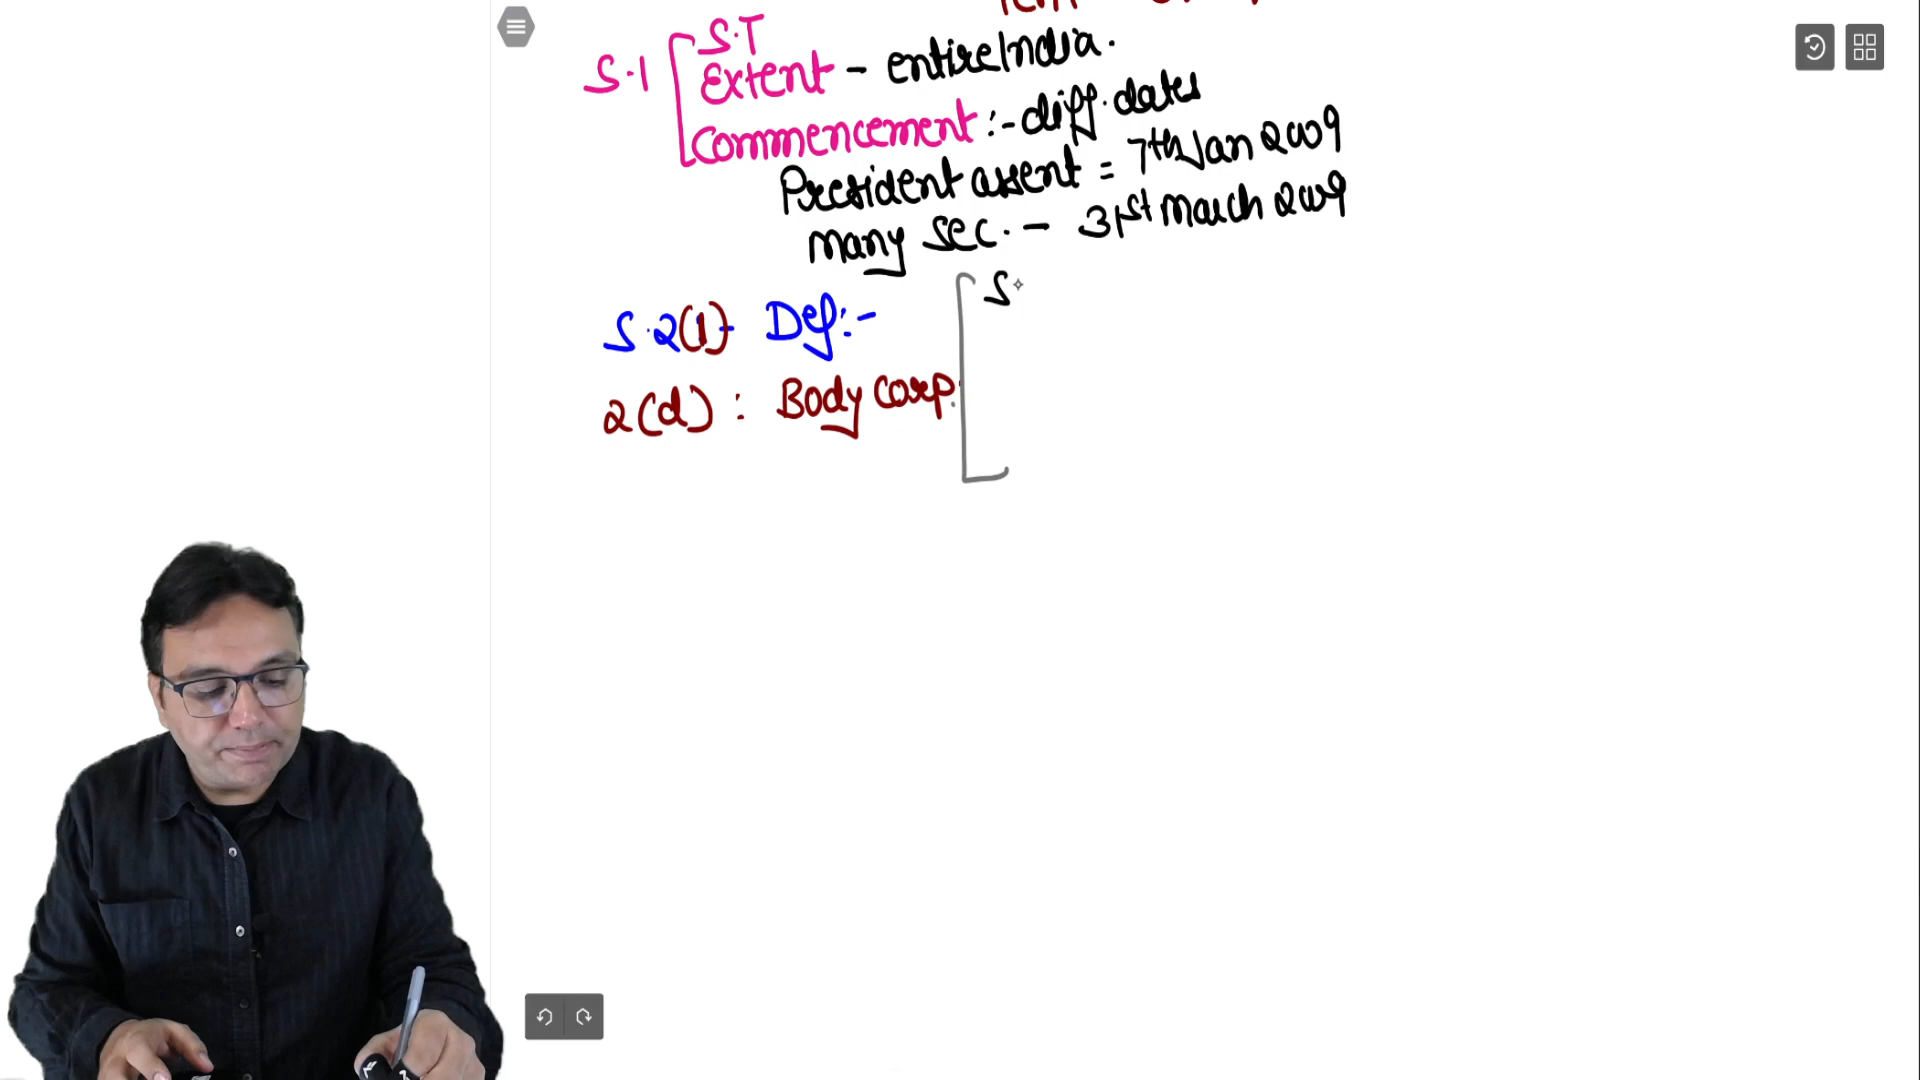 S.1 S.T
Extent - entire India.
Commencement :- diff. dates
President assent = 7th Jan 2009
many sec. - 31st March 2009
S.2(1)- Def:-
2(d) : Body Corp.
S.